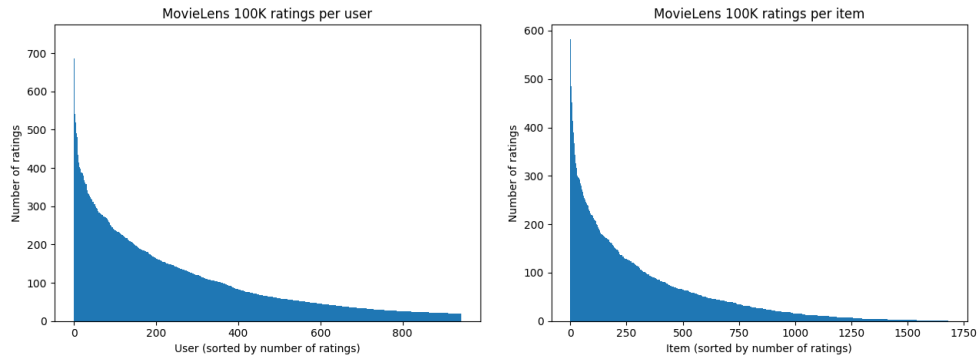 MovieLens 100K ratings per user
700
600
500
400
300
200
100
0
Number of ratings
0 200 400 600 800
User (sorted by number of ratings)
MovieLens 100K ratings per item
600
500
400
300
200
100
0
Number of ratings
0 250 500 750 1000 1250 1500 1750
Item (sorted by number of ratings)